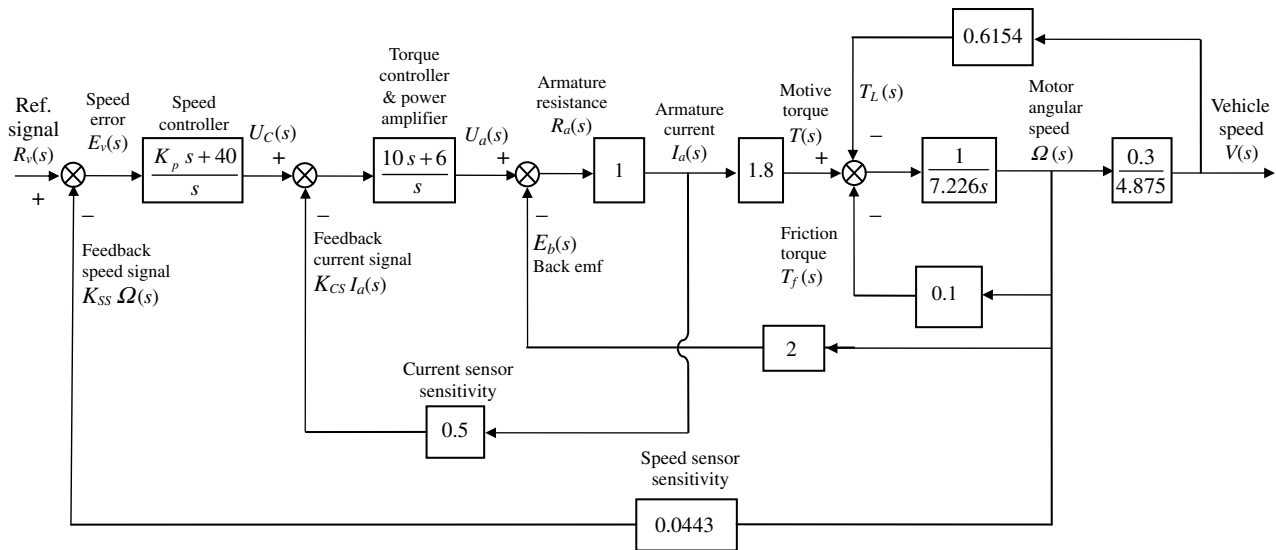 0.6154
Ref.
signal
R_v(s)
+
−
Speed
error
E_v(s)
Speed
controller
K_p s + 40
s
U_C(s)
+
−
Torque
controller
& power
amplifier
10 s + 6
s
U_a(s)
+
−
Armature
resistance
R_a(s)
1
Armature
current
I_a(s)
1.8
Motive
torque
T(s)
+
T_L(s)
−
−
1
7.226s
Motor
angular
speed
Ω(s)
0.3
4.875
Vehicle
speed
V(s)
Feedback
speed signal
K_SS Ω(s)
Feedback
current signal
K_CS I_a(s)
E_b(s)
Back emf
Friction
torque
T_f(s)
0.1
2
Current sensor
sensitivity
0.5
Speed sensor
sensitivity
0.0443